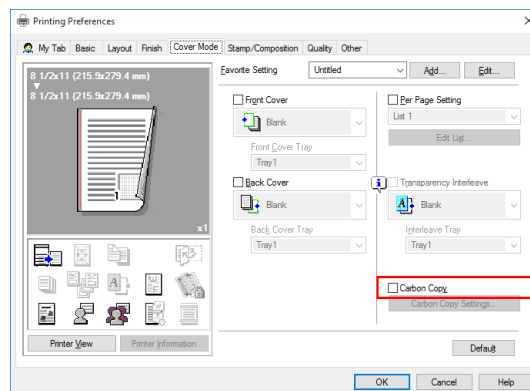 Printing Preferences
My Tab Basic Layout Finish Cover Mode Stamp/Composition Quality Other
8 1/2x11 (215.9x279.4 mm)
8 1/2x11 (215.9x279.4 mm)
1
x1
Printer View Printer Information
Favorite Setting Untitled Add... Edit...
Front Cover
Blank
Front Cover Tray
Tray1
Back Cover
Blank
Back Cover Tray
Tray1
Per Page Setting
List 1
Edit List...
Transparency Interleave
Blank
Interleave Tray
Tray1
Carbon Copy
Carbon Copy Settings...
Default
OK Cancel Help